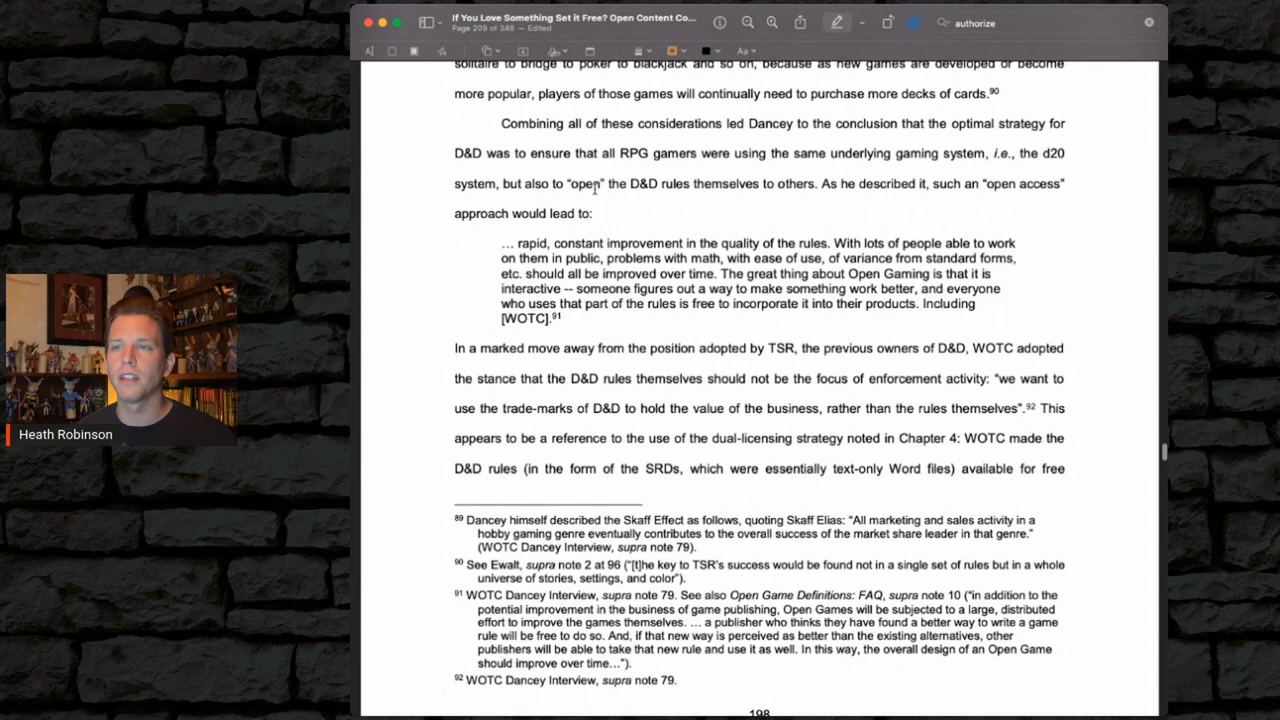 If You Love Something Set it Free? Open Content Co...
Page 209 of 348 — Edited
authorize
solitaire to bridge to poker to blackjack and so on, because as new games are developed or become
more popular, players of those games will continually need to purchase more decks of cards.90
Combining all of these considerations led Dancey to the conclusion that the optimal strategy for
D&D was to ensure that all RPG gamers were using the same underlying gaming system, i.e., the d20
system, but also to “open” the D&D rules themselves to others. As he described it, such an “open access”
approach would lead to:
… rapid, constant improvement in the quality of the rules. With lots of people able to work
on them in public, problems with math, with ease of use, of variance from standard forms,
etc. should all be improved over time. The great thing about Open Gaming is that it is
interactive -- someone figures out a way to make something work better, and everyone
who uses that part of the rules is free to incorporate it into their products. Including
[WOTC].91
In a marked move away from the position adopted by TSR, the previous owners of D&D, WOTC adopted
the stance that the D&D rules themselves should not be the focus of enforcement activity: “we want to
use the trade-marks of D&D to hold the value of the business, rather than the rules themselves”.92 This
appears to be a reference to the use of the dual-licensing strategy noted in Chapter 4: WOTC made the
D&D rules (in the form of the SRDs, which were essentially text-only Word files) available for free
89 Dancey himself described the Skaff Effect as follows, quoting Skaff Elias: “All marketing and sales activity in a
hobby gaming genre eventually contributes to the overall success of the market share leader in that genre.”
(WOTC Dancey Interview, supra note 79).
90 See Ewalt, supra note 2 at 96 (“[t]he key to TSR’s success would be found not in a single set of rules but in a whole
universe of stories, settings, and color”).
91 WOTC Dancey Interview, supra note 79. See also Open Game Definitions: FAQ, supra note 10 (“in addition to the
potential improvement in the business of game publishing, Open Games will be subjected to a large, distributed
effort to improve the games themselves. … a publisher who thinks they have found a better way to write a game
rule will be free to do so. And, if that new way is perceived as better than the existing alternatives, other
publishers will be able to take that new rule and use it as well. In this way, the overall design of an Open Game
should improve over time…”).
92 WOTC Dancey Interview, supra note 79.
198
Heath Robinson